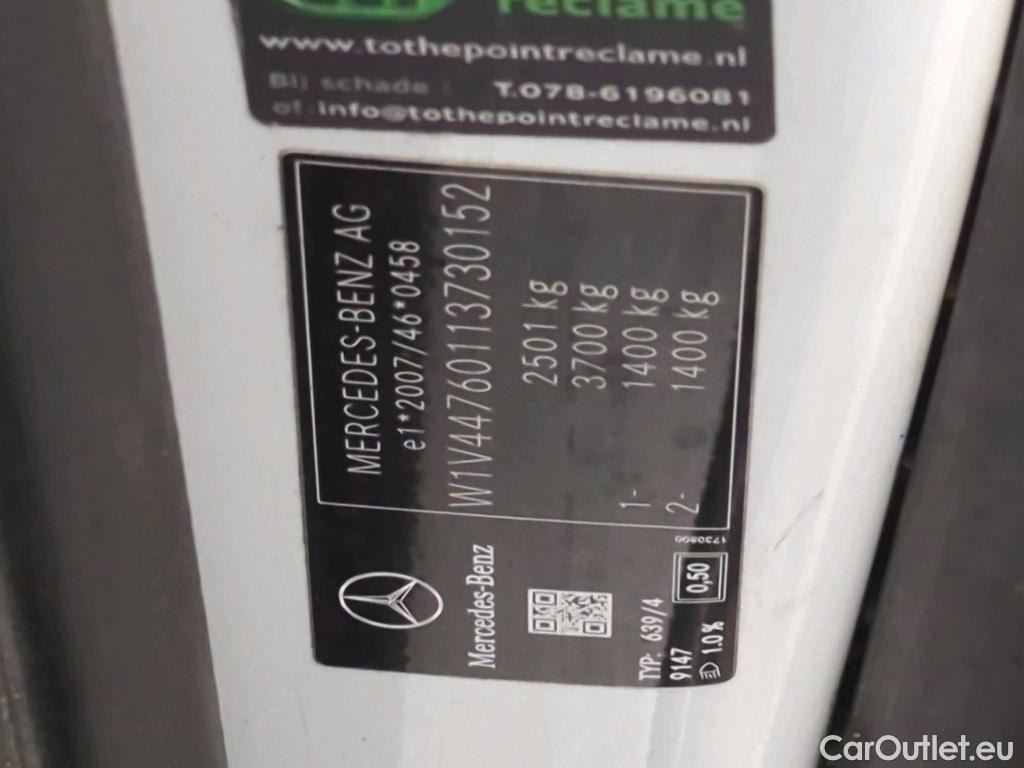 reclame
www.tothepointreclame.nl
Bij schade : T.078-6196081
of info@tothepointreclame.nl
MERCEDES-BENZ AG
e1*2007/46*0458
W1V44760113730152
2501 kg
3700 kg
1- 1400 kg
2- 1400 kg
Mercedes-Benz
TYP: 639/4
9147 0,50
1.0 %
1730800
CarOutlet.eu